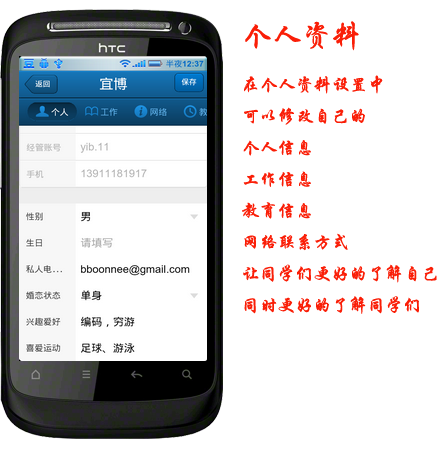 hTC
半夜12:37
返回
宜博
保存
个人
工作
网络
教
经管账号 yib.11
手机 13911181917
性别 男
生日 请填写
私人电… bboonnee@gmail.com
婚恋状态 单身
兴趣爱好 编码，穷游
喜爱运动 足球、游泳
个人资料
在个人资料设置中
可以修改自己的
个人信息
工作信息
教育信息
网络联系方式
让同学们更好的了解自己
同时更好的了解同学们